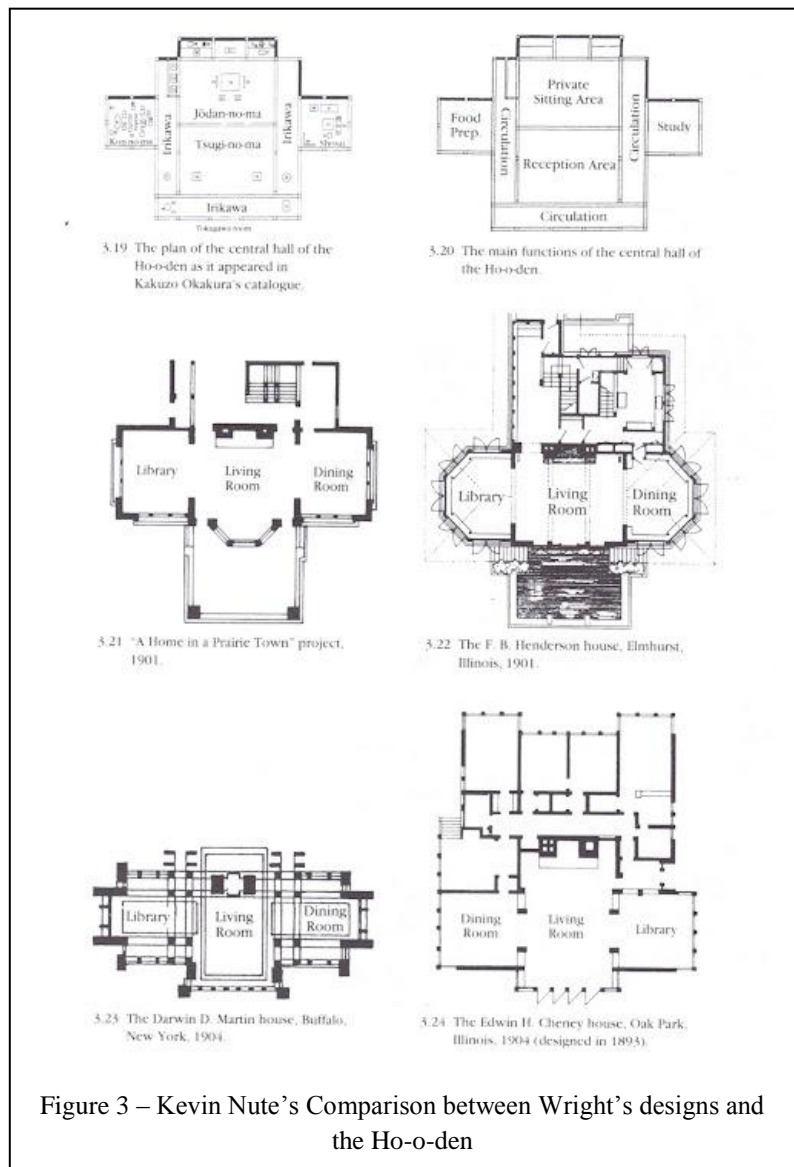 Jōdan-no-ma
Tsugi-no-ma
Irikawa
Irikawa
Irikawa
3.19 The plan of the central hall of the
Ho-o-den as it appeared in
Kakuzo Okakura's catalogue.
Private
Sitting Area
Food
Prep.
Circulation
Circulation
Study
Reception Area
Circulation
3.20 The main functions of the central hall of
the Ho-o-den.
Library
Living
Room
Dining
Room
3.21 "A Home in a Prairie Town" project,
1901.
Library
Living
Room
Dining
Room
3.22 The F. B. Henderson house, Elmhurst,
Illinois, 1901.
Library
Living
Room
Dining
Room
3.23 The Darwin D. Martin house, Buffalo,
New York, 1904.
Dining
Room
Living
Room
Library
3.24 The Edwin H. Cheney house, Oak Park,
Illinois, 1904 (designed in 1893).
Figure 3 – Kevin Nute's Comparison between Wright's designs and
the Ho-o-den